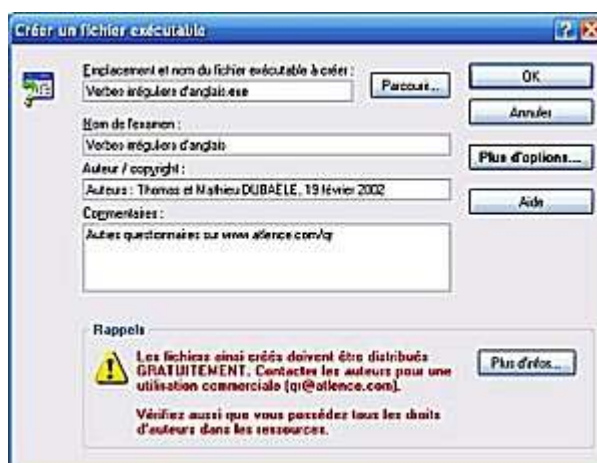 Créer un fichier exécutable
Emplacement et nom du fichier exécutable à créer :
Verbes irréguliers d'anglais.exe
Parcourir...
OK
Annuler
Nom de l'examen :
Verbes irréguliers d'anglais
Plus d'options...
Auteur / copyright :
Auteurs : Thomas et Mathieu DUBAELE, 19 février 2002
Aide
Commentaires :
Autres questionnaires sur www.atlence.com/qr
Rappels
Les fichiers ainsi créés doivent être distribués
GRATUITEMENT. Contacter les auteurs pour une
utilisation commerciale (qr@atlence.com).
Plus d'infos...
Vérifiez aussi que vous possédez tous les droits
d'auteurs dans les ressources.